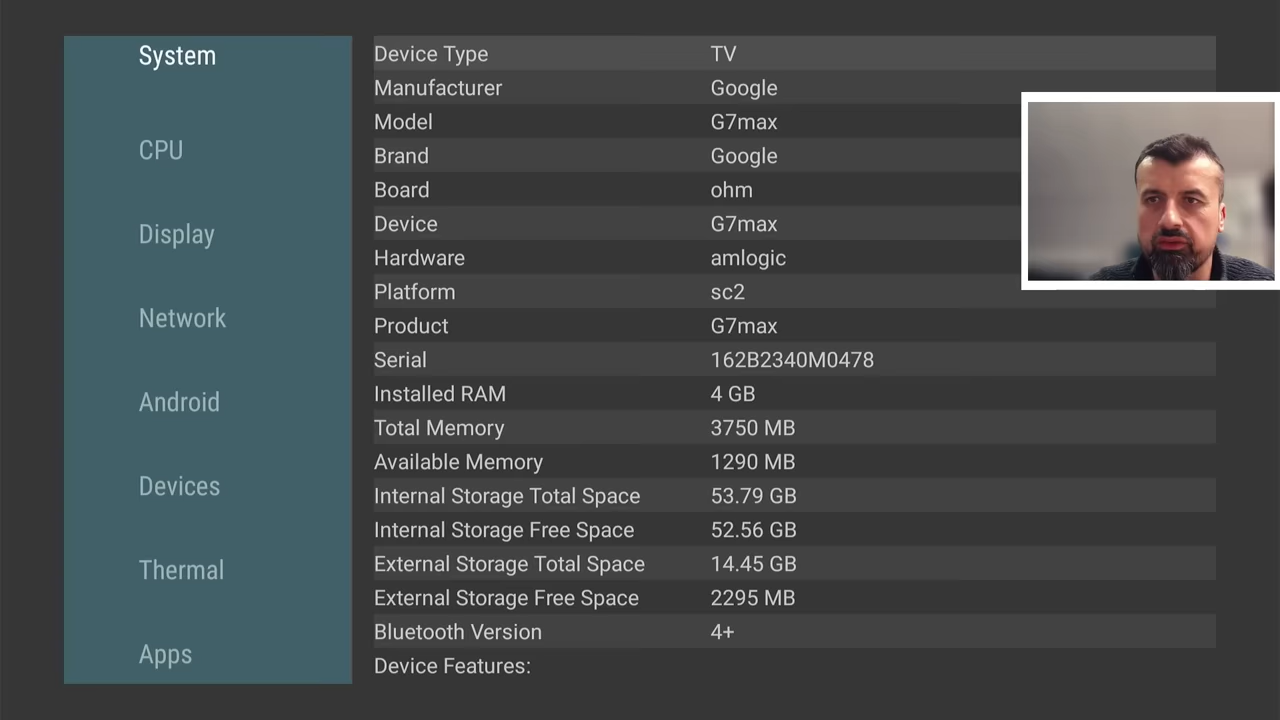 System
CPU
Display
Network
Android
Devices
Thermal
Apps
Device Type TV
Manufacturer Google
Model G7max
Brand Google
Board ohm
Device G7max
Hardware amlogic
Platform sc2
Product G7max
Serial 162B2340M0478
Installed RAM 4 GB
Total Memory 3750 MB
Available Memory 1290 MB
Internal Storage Total Space 53.79 GB
Internal Storage Free Space 52.56 GB
External Storage Total Space 14.45 GB
External Storage Free Space 2295 MB
Bluetooth Version 4+
Device Features: